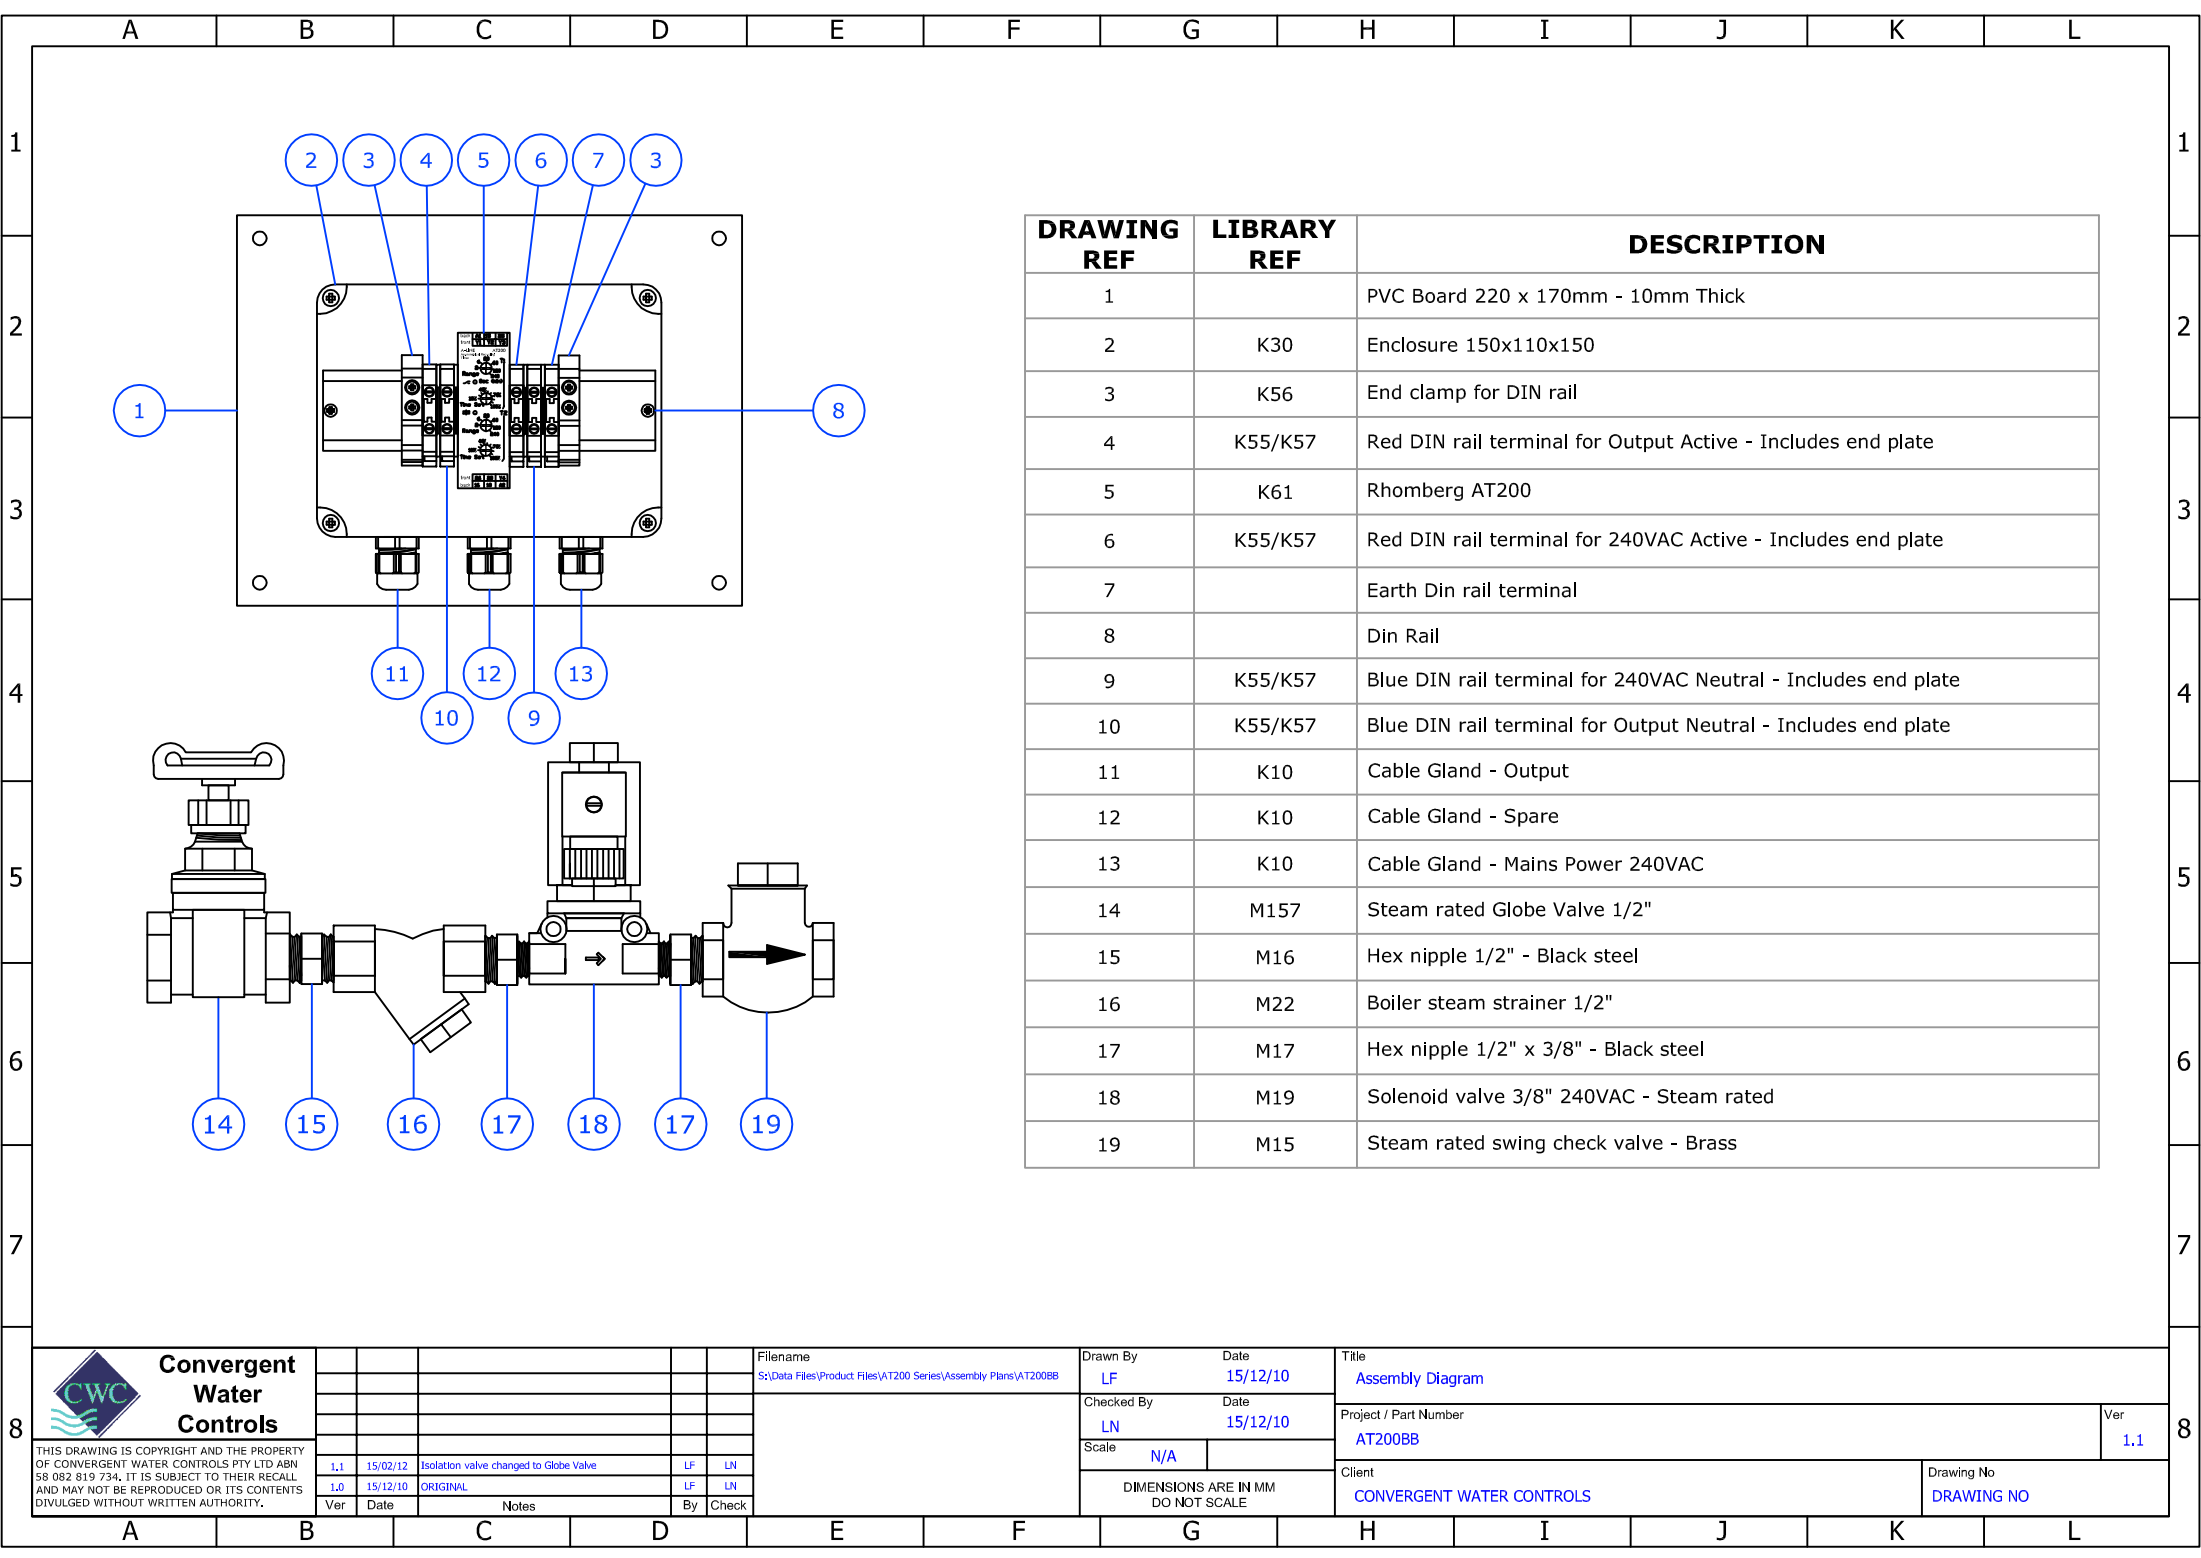 A B C D E F G H I J K L
1 1
2 3 4 5 6 7 3
DRAWING REF LIBRARY REF DESCRIPTION
1 PVC Board 220 x 170mm - 10mm Thick
2 2
2 K30 Enclosure 150x110x150
3 K56 End clamp for DIN rail
1 8
4 K55/K57 Red DIN rail terminal for Output Active - Includes end plate
5 K61 Rhomberg AT200
3 3
6 K55/K57 Red DIN rail terminal for 240VAC Active - Includes end plate
7 Earth Din rail terminal
8 Din Rail
11 12 13
9 K55/K57 Blue DIN rail terminal for 240VAC Neutral - Includes end plate
4 4
10 9
10 K55/K57 Blue DIN rail terminal for Output Neutral - Includes end plate
11 K10 Cable Gland - Output
12 K10 Cable Gland - Spare
13 K10 Cable Gland - Mains Power 240VAC
5 5
14 M157 Steam rated Globe Valve 1/2"
15 M16 Hex nipple 1/2" - Black steel
16 M22 Boiler steam strainer 1/2"
17 M17 Hex nipple 1/2" x 3/8" - Black steel
6 6
18 M19 Solenoid valve 3/8" 240VAC - Steam rated
14 15 16 17 18 17 19
19 M15 Steam rated swing check valve - Brass
7 7
8 8
CWC
Convergent
Water
Controls
THIS DRAWING IS COPYRIGHT AND THE PROPERTY
OF CONVERGENT WATER CONTROLS PTY LTD ABN
58 082 819 734. IT IS SUBJECT TO THEIR RECALL
AND MAY NOT BE REPRODUCED OR ITS CONTENTS
DIVULGED WITHOUT WRITTEN AUTHORITY.
1.1 15/02/12 Isolation valve changed to Globe Valve LF LN
1.0 15/12/10 ORIGINAL LF LN
Ver Date Notes By Check
Filename
S:\Data Files\Product Files\AT200 Series\Assembly Plans\AT200BB
Drawn By Date
LF 15/12/10
Checked By Date
LN 15/12/10
Scale N/A
DIMENSIONS ARE IN MM
DO NOT SCALE
Title
Assembly Diagram
Project / Part Number
AT200BB
Ver
1.1
Client
CONVERGENT WATER CONTROLS
Drawing No
DRAWING NO
A B C D E F G H I J K L